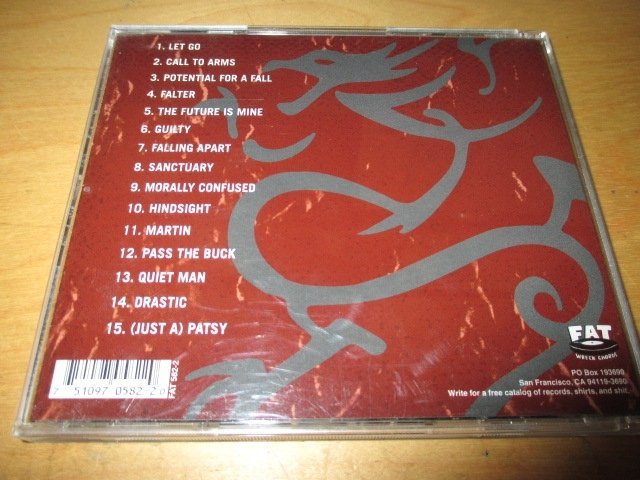 1. LET GO
2. CALL TO ARMS
3. POTENTIAL FOR A FALL
4. FALTER
5. THE FUTURE IS MINE
6. GUILTY
7. FALLING APART
8. SANCTUARY
9. MORALLY CONFUSED
10. HINDSIGHT
11. MARTIN
12. PASS THE BUCK
13. QUIET MAN
14. DRASTIC
15. (JUST A) PATSY
7 51097 0582 2
FAT 582-2
FAT
WRECK CHORDS
PO Box 193690
San Francisco, CA 94119-3690
Write for a free catalog of records, shirts, and shit.